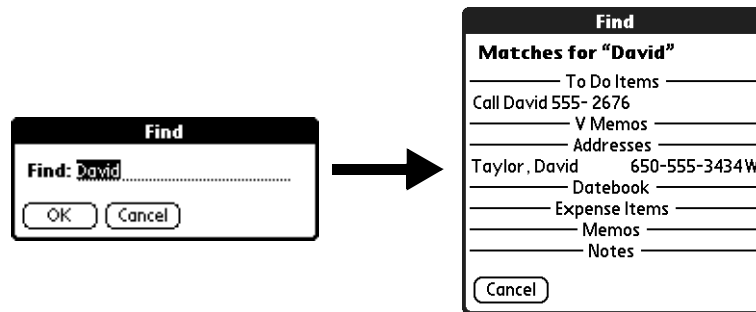 Find
Find: David
OK
Cancel
Find
Matches for “David”
To Do Items
Call David 555- 2676
V Memos
Addresses
Taylor, David 650-555-3434W
Datebook
Expense Items
Memos
Notes
Cancel